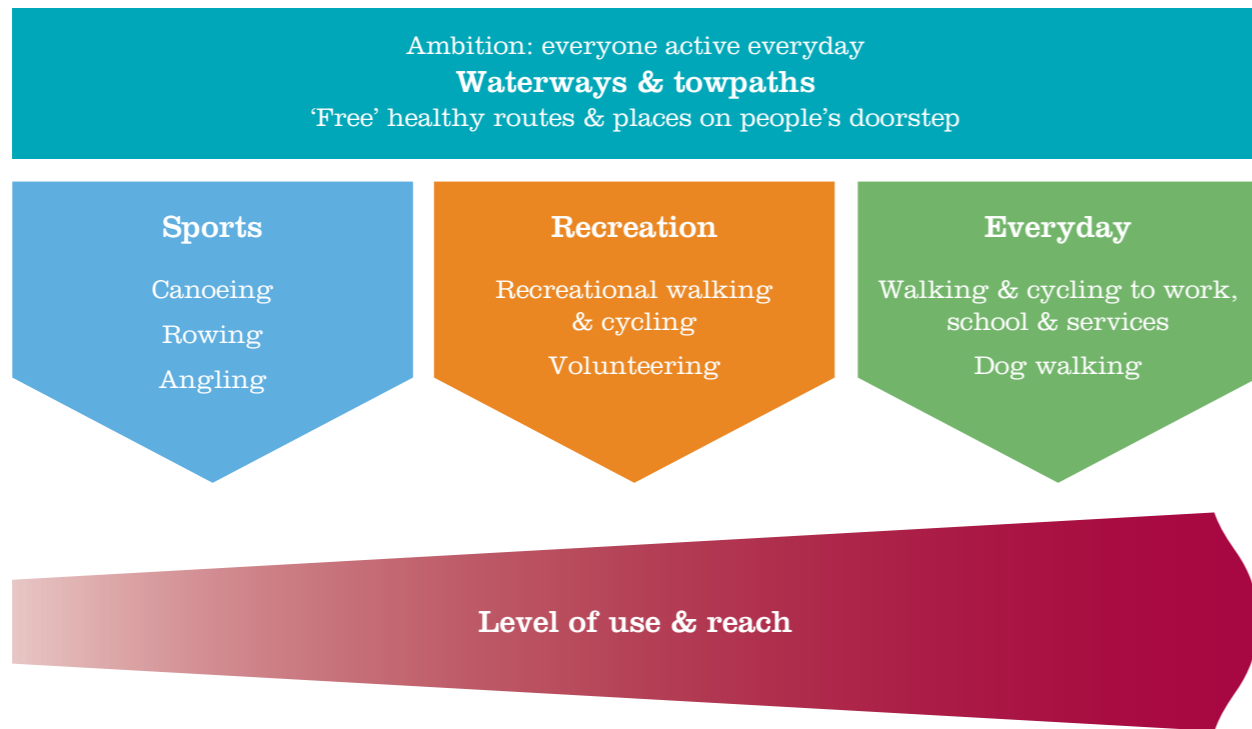 Ambition: everyone active everyday
Waterways & towpaths
‘Free’ healthy routes & places on people’s doorstep
Sports
Canoeing
Rowing
Angling
Recreation
Recreational walking
& cycling
Volunteering
Everyday
Walking & cycling to work,
school & services
Dog walking
Level of use & reach